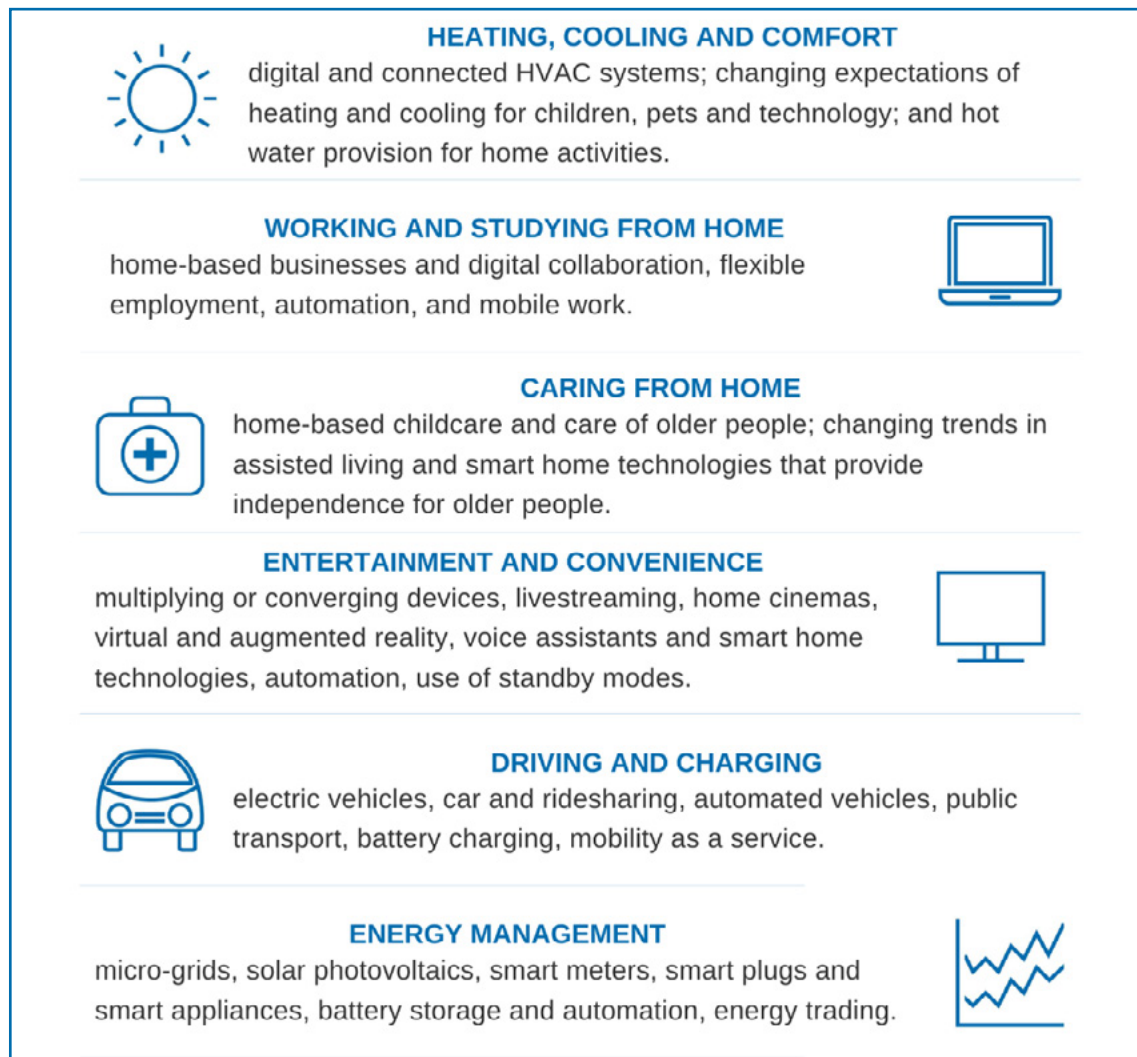 HEATING, COOLING AND COMFORT
digital and connected HVAC systems; changing expectations of
heating and cooling for children, pets and technology; and hot
water provision for home activities.
WORKING AND STUDYING FROM HOME
home-based businesses and digital collaboration, flexible
employment, automation, and mobile work.
CARING FROM HOME
home-based childcare and care of older people; changing trends in
assisted living and smart home technologies that provide
independence for older people.
ENTERTAINMENT AND CONVENIENCE
multiplying or converging devices, livestreaming, home cinemas,
virtual and augmented reality, voice assistants and smart home
technologies, automation, use of standby modes.
DRIVING AND CHARGING
electric vehicles, car and ridesharing, automated vehicles, public
transport, battery charging, mobility as a service.
ENERGY MANAGEMENT
micro-grids, solar photovoltaics, smart meters, smart plugs and
smart appliances, battery storage and automation, energy trading.